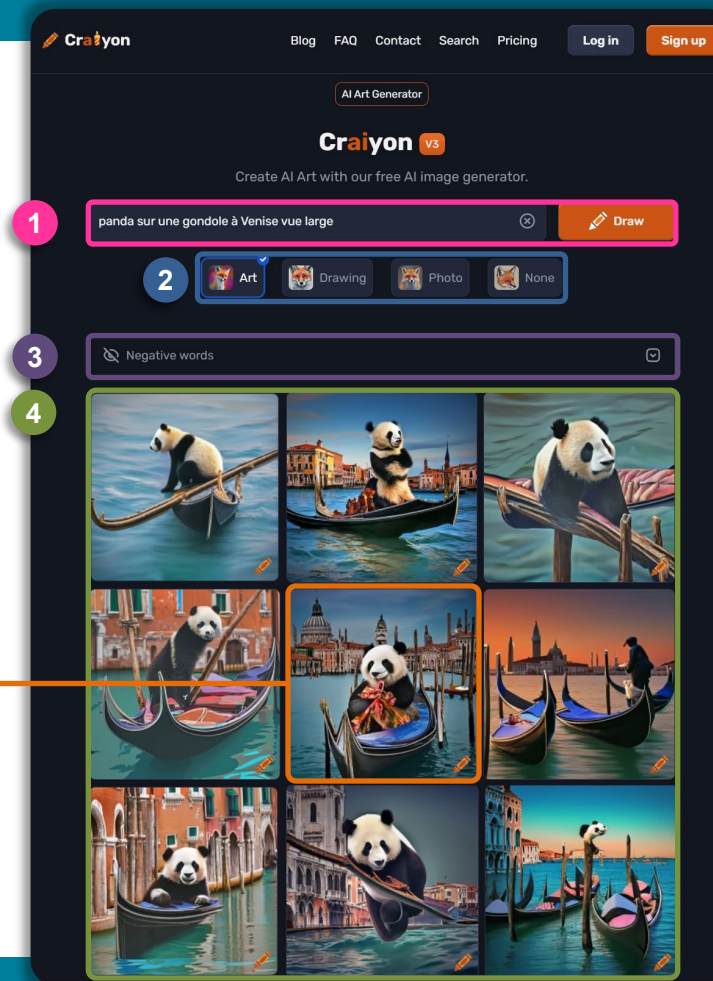 Craiyon
Blog FAQ Contact Search Pricing Log in Sign up
AI Art Generator
Craiyon V3
Create AI Art with our free AI image generator.
1
panda sur une gondole à Venise vue large
Draw
2
Art Drawing Photo None
3
Negative words
4